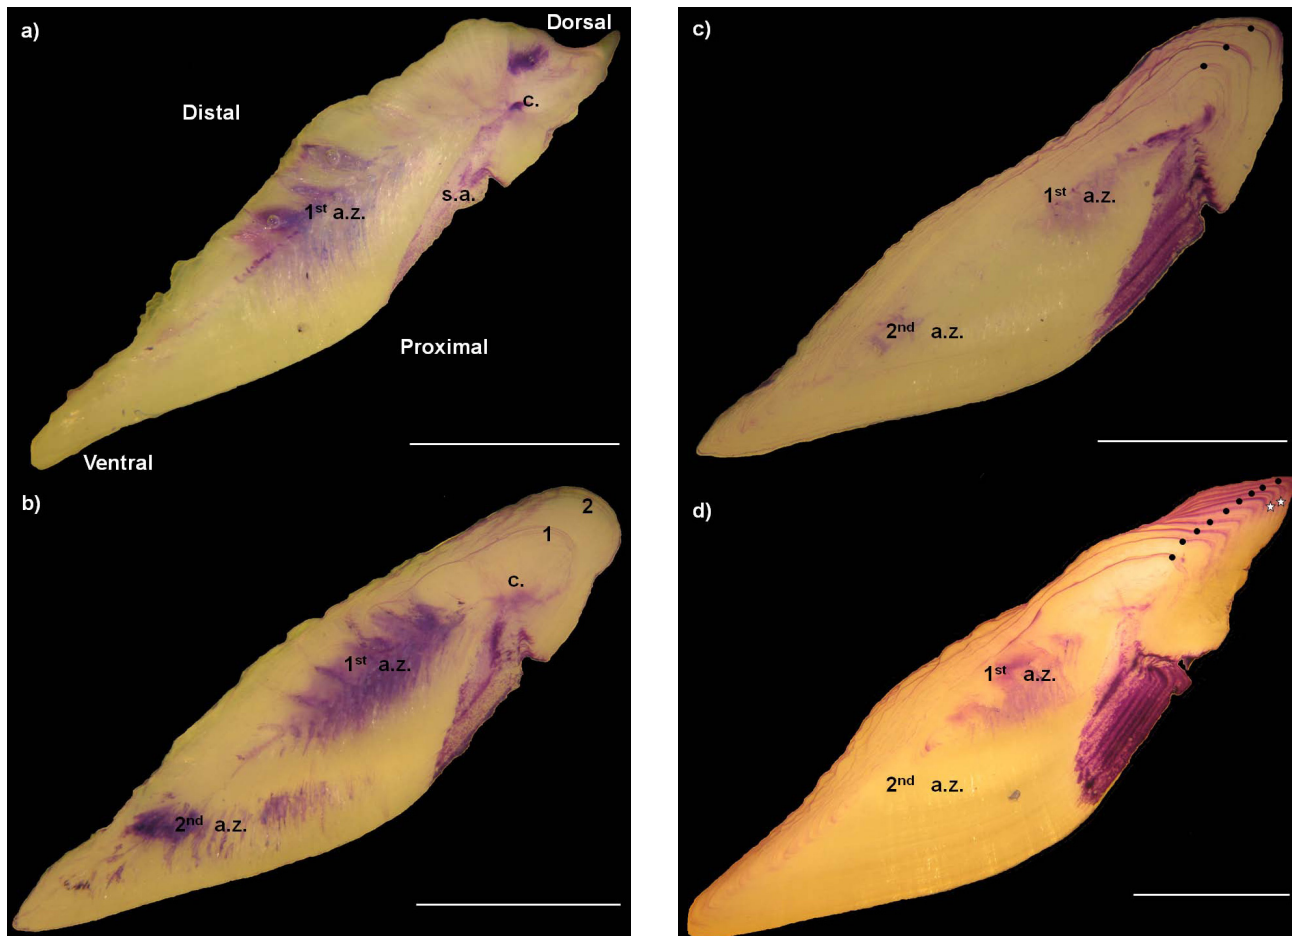 a)
Dorsal
Distal
c.
s.a.
1st a.z.
Proximal
Ventral
b)
2
1
c.
1st a.z.
2nd a.z.
c)
1st a.z.
2nd a.z.
d)
1st a.z.
2nd a.z.